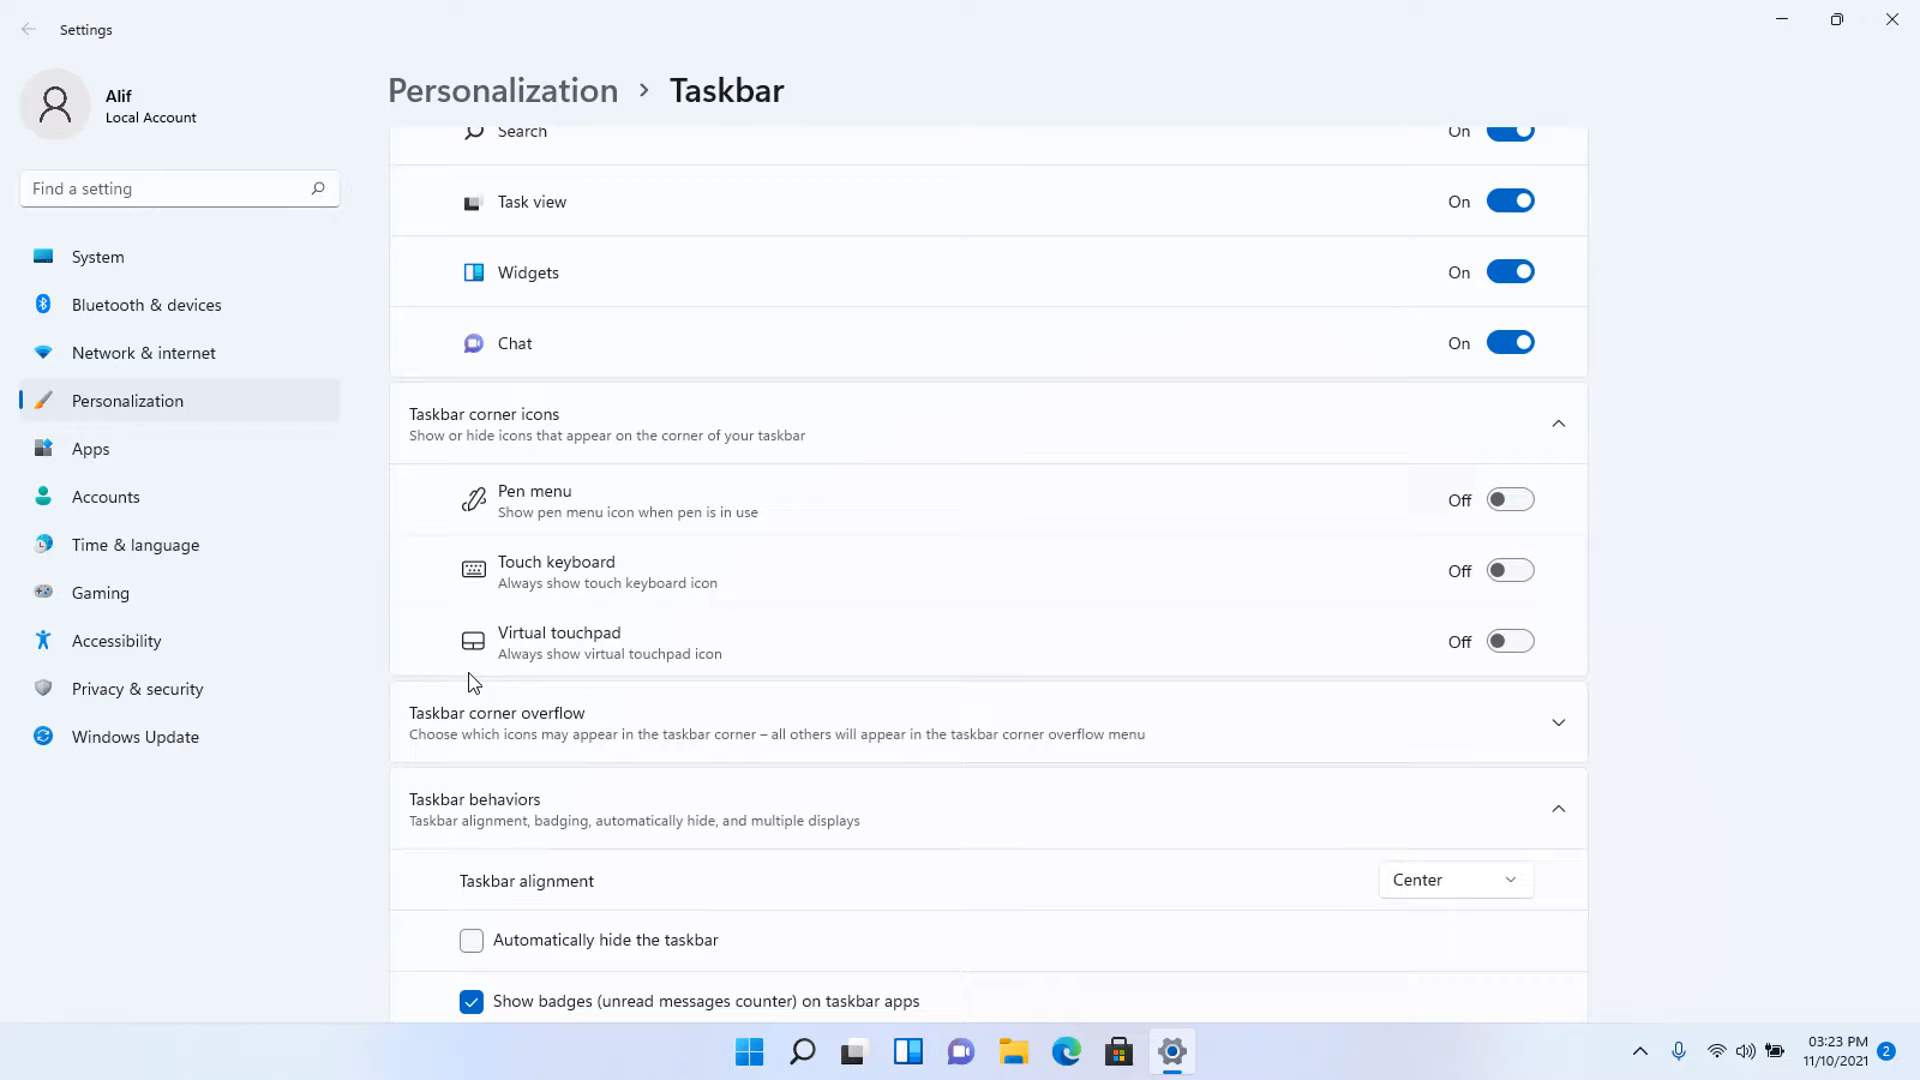 Settings
Alif
Local Account
Find a setting
System
Bluetooth & devices
Network & internet
Personalization
Apps
Accounts
Time & language
Gaming
Accessibility
Privacy & security
Windows Update
Personalization > Taskbar
Search On
Task view On
Widgets On
Chat On
Taskbar corner icons
Show or hide icons that appear on the corner of your taskbar
Pen menu
Show pen menu icon when pen is in use
Off
Touch keyboard
Always show touch keyboard icon
Off
Virtual touchpad
Always show virtual touchpad icon
Off
Taskbar corner overflow
Choose which icons may appear in the taskbar corner – all others will appear in the taskbar corner overflow menu
Taskbar behaviors
Taskbar alignment, badging, automatically hide, and multiple displays
Taskbar alignment Center
Automatically hide the taskbar
Show badges (unread messages counter) on taskbar apps
03:23 PM
11/10/2021
2